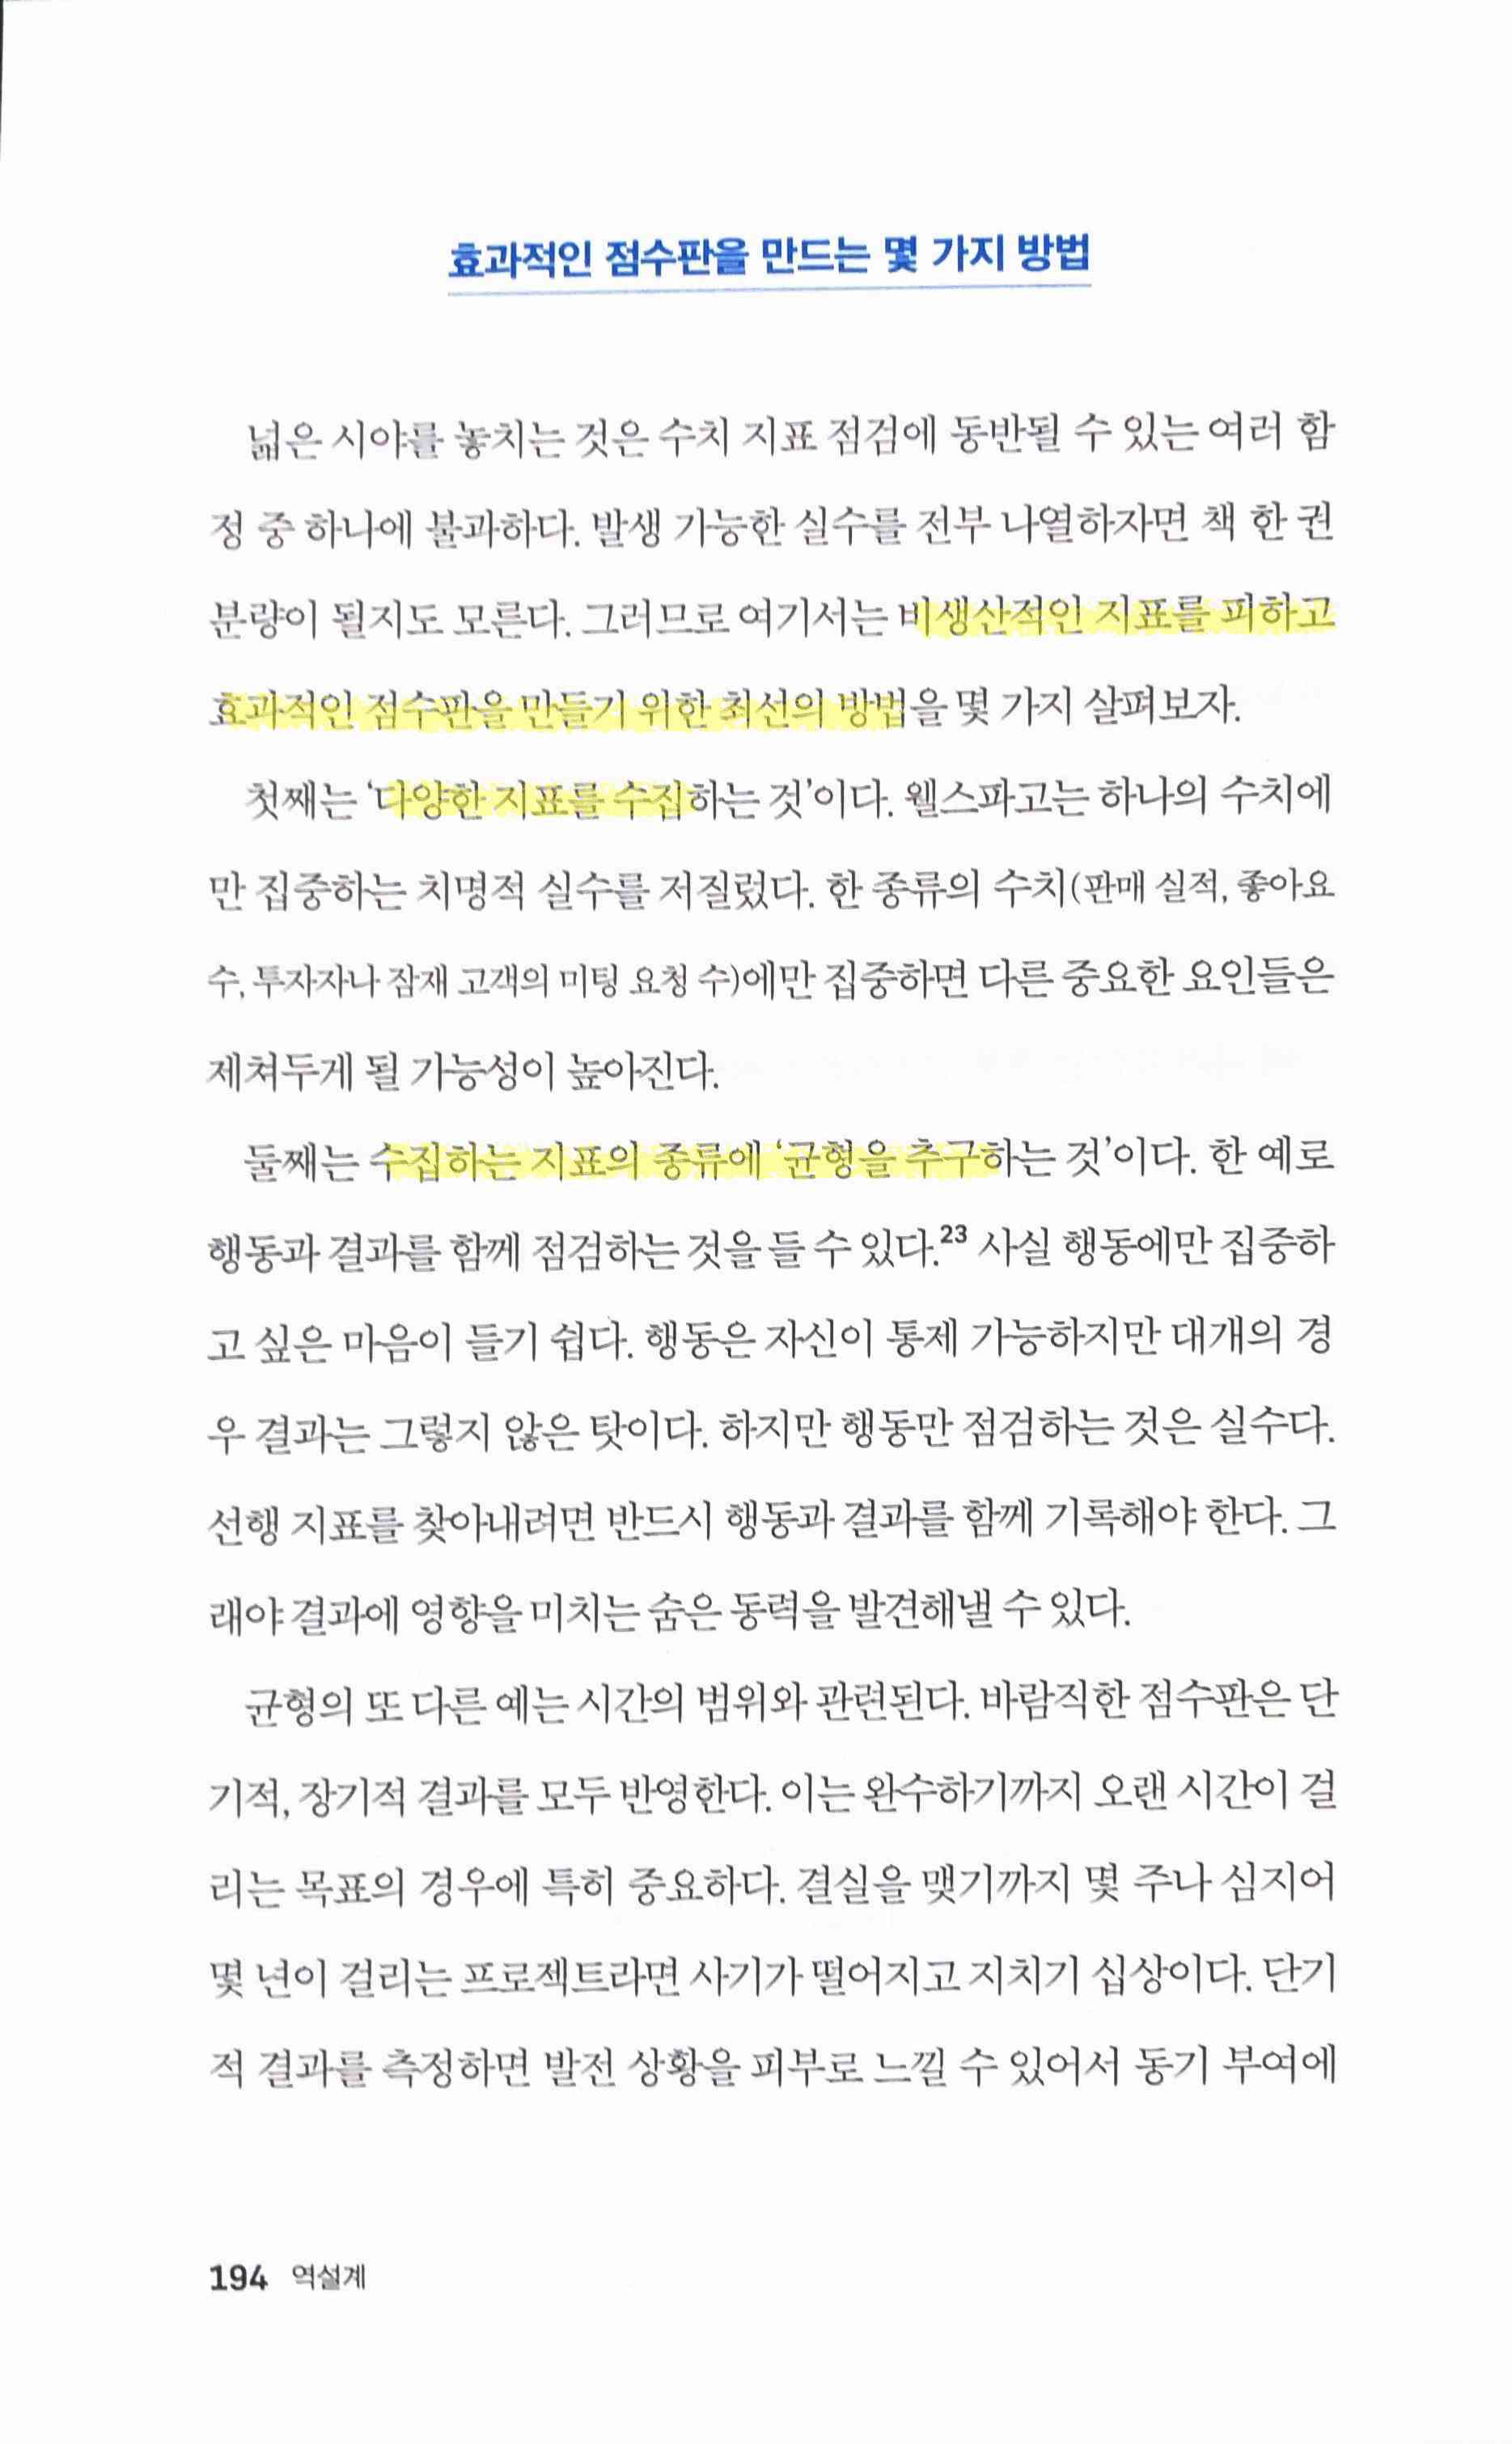 효과적인 점수판을 만드는 몇 가지 방법
넓은 시야를 놓치는 것은 수치 지표 점검에 동반될 수 있는 여러 함
정 중 하나에 불과하다. 발생 가능한 실수를 전부 나열하자면 책 한 권
분량이 될지도 모른다. 그러므로 여기서는 비생산적인 지표를 피하고
효과적인 점수판을 만들기 위한 최선의 방법을 몇 가지 살펴보자.
첫째는 ‘다양한 지표를 수집하는 것’이다. 웰스파고는 하나의 수치에
만 집중하는 치명적 실수를 저질렀다. 한 종류의 수치(판매 실적, 좋아요
수, 투자자나 잠재 고객의 미팅 요청 수)에만 집중하면 다른 중요한 요인들은
제쳐두게 될 가능성이 높아진다.
둘째는 수집하는 지표의 종류에 ‘균형을 추구하는 것’이다. 한 예로
행동과 결과를 함께 점검하는 것을 들 수 있다.23 사실 행동에만 집중하
고 싶은 마음이 들기 쉽다. 행동은 자신이 통제 가능하지만 대개의 경
우 결과는 그렇지 않은 탓이다. 하지만 행동만 점검하는 것은 실수다.
선행 지표를 찾아내려면 반드시 행동과 결과를 함께 기록해야 한다. 그
래야 결과에 영향을 미치는 숨은 동력을 발견해낼 수 있다.
균형의 또 다른 예는 시간의 범위와 관련된다. 바람직한 점수판은 단
기적, 장기적 결과를 모두 반영한다. 이는 완수하기까지 오랜 시간이 걸
리는 목표의 경우에 특히 중요하다. 결실을 맺기까지 몇 주나 심지어
몇 년이 걸리는 프로젝트라면 사기가 떨어지고 지치기 십상이다. 단기
적 결과를 측정하면 발전 상황을 피부로 느낄 수 있어서 동기 부여에
194 역설계